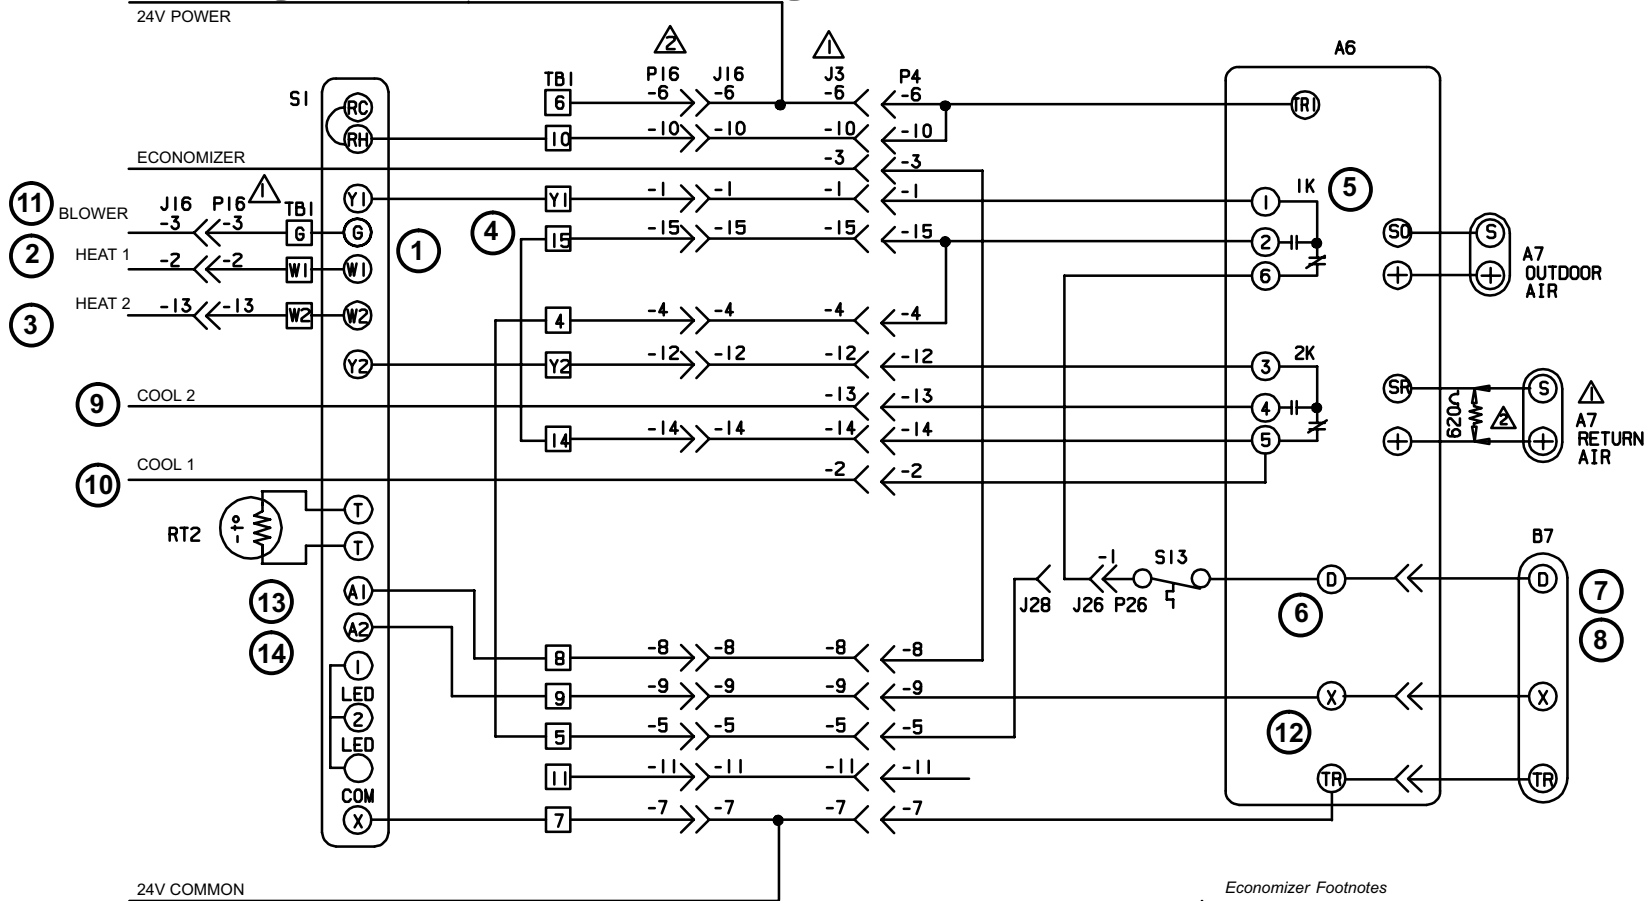 24V POWER
A6
2
1
TB1 P16 J16 J3 P4
S1 RC 6 -6 -6 -6 -6 TR1
RH 10 -10 -10 -10 -10
ECONOMIZER -3 -3
11 BLOWER J16 P16 1 TB1 Y1 Y1 -1 -1 -1 -1 1 1K 5
-3 -3 G G 1 4 15 -15 -15 -15 -15 2 SO S
2 HEAT 1 -2 -2 W1 W1 6 + + A7
OUTDOOR
AIR
3 HEAT 2 -13 -13 W2 W2 4 -4 -4 -4 -4
Y2 Y2 -12 -12 -12 -12 3 2K
9 COOL 2 -13 -13 4 SR 620Ω 2 S 1
14 -14 -14 -14 -14 5 + + A7
RETURN
AIR
10 COOL 1 -2 -2
RT2 -t° T
T
B7
-1 S13
J28 J26 P26 D D 7
13 A1 6
14 A2 8 -8 -8 -8 -8 8
1
LED 9 -9 -9 -9 -9 X X
2 5 -5 -5 -5 -5 12
LED
11 -11 -11 -11 -11 TR TR
COM
X 7 -7 -7 -7 -7
24V COMMON
Economizer Footnotes